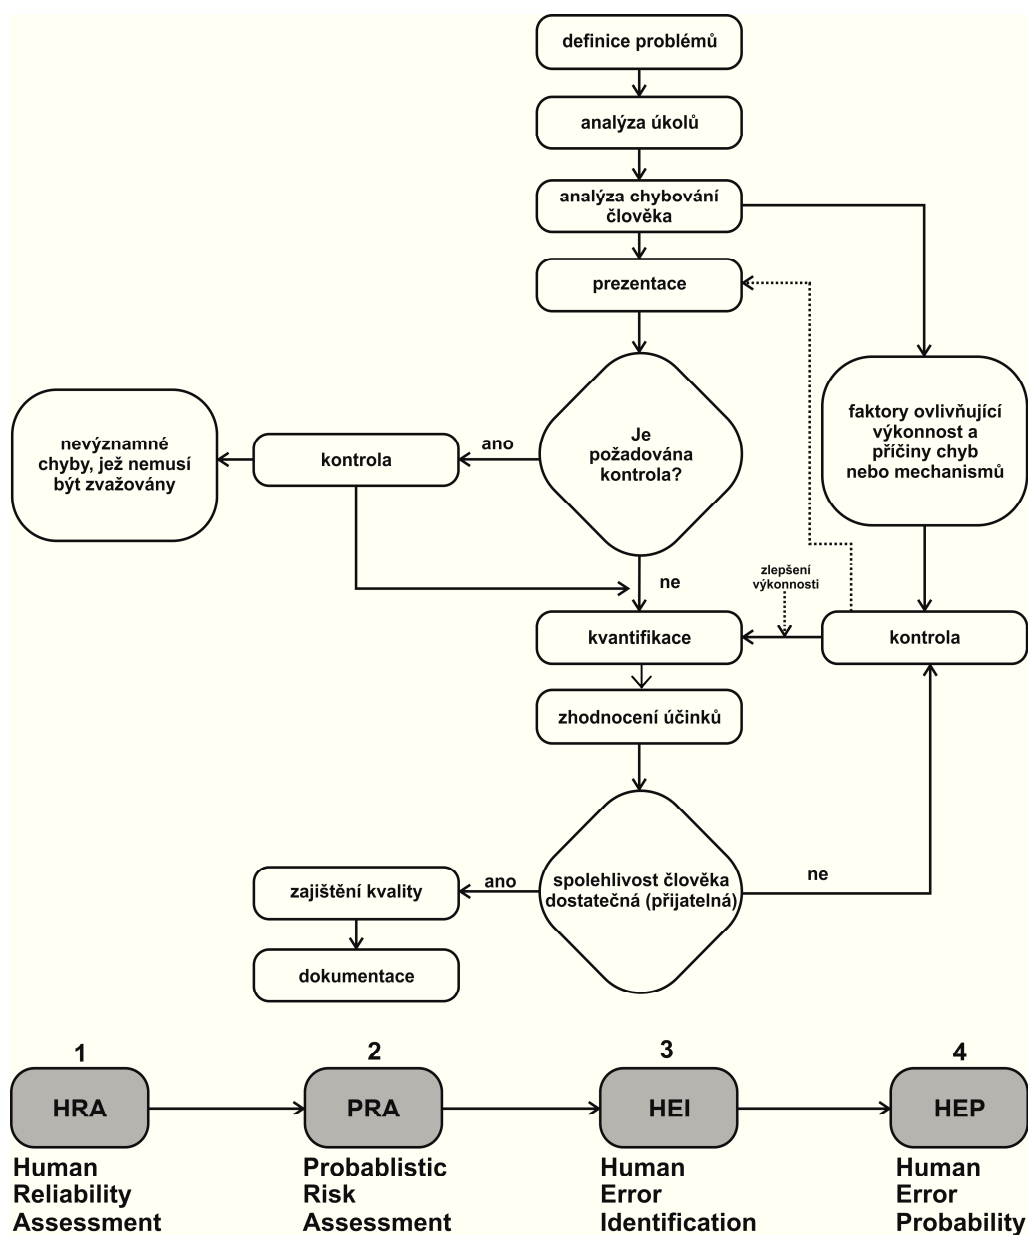 definice problémů
analýza úkolů
analýza chybování
člověka
prezentace
Je
požadována
kontrola?
ano
kontrola
nevýznamné
chyby, jež nemusí
být zvažovány
faktory ovlivňující
výkonnost a
příčiny chyb
nebo mechanismů
ne
zlepšení
výkonnosti
kvantifikace
kontrola
zhodnocení účinků
spolehlivost člověka
dostatečná (přijatelná)
ano
ne
zajištění kvality
dokumentace
1
HRA
Human
Reliability
Assessment
2
PRA
Probablistic
Risk
Assessment
3
HEI
Human
Error
Identification
4
HEP
Human
Error
Probability